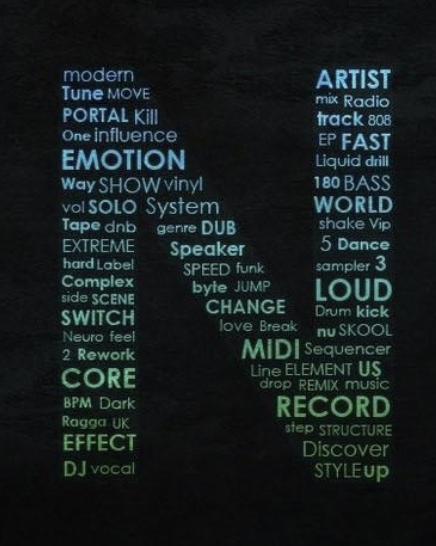 modern
Tune MOVE
PORTAL Kill
One influence
EMOTION
Way SHOW vinyl
vol SOLO System
Tape dnb genre DUB
EXTREME Speaker
hard Label SPEED funk
Complex byte JUMP
side SCENE CHANGE
SWITCH love Break
Neuro feel MIDI Sequencer
2 Rework Line ELEMENT US
CORE drop REMIX music
BPM Dark RECORD
Ragga UK step STRUCTURE
EFFECT Discover
DJ vocal STYLE up
ARTIST
mix Radio
track 808
EP FAST
Liquid drill
180 BASS
WORLD
shake Vip
5 Dance
sampler 3
LOUD
Drum kick
nu SKOOL